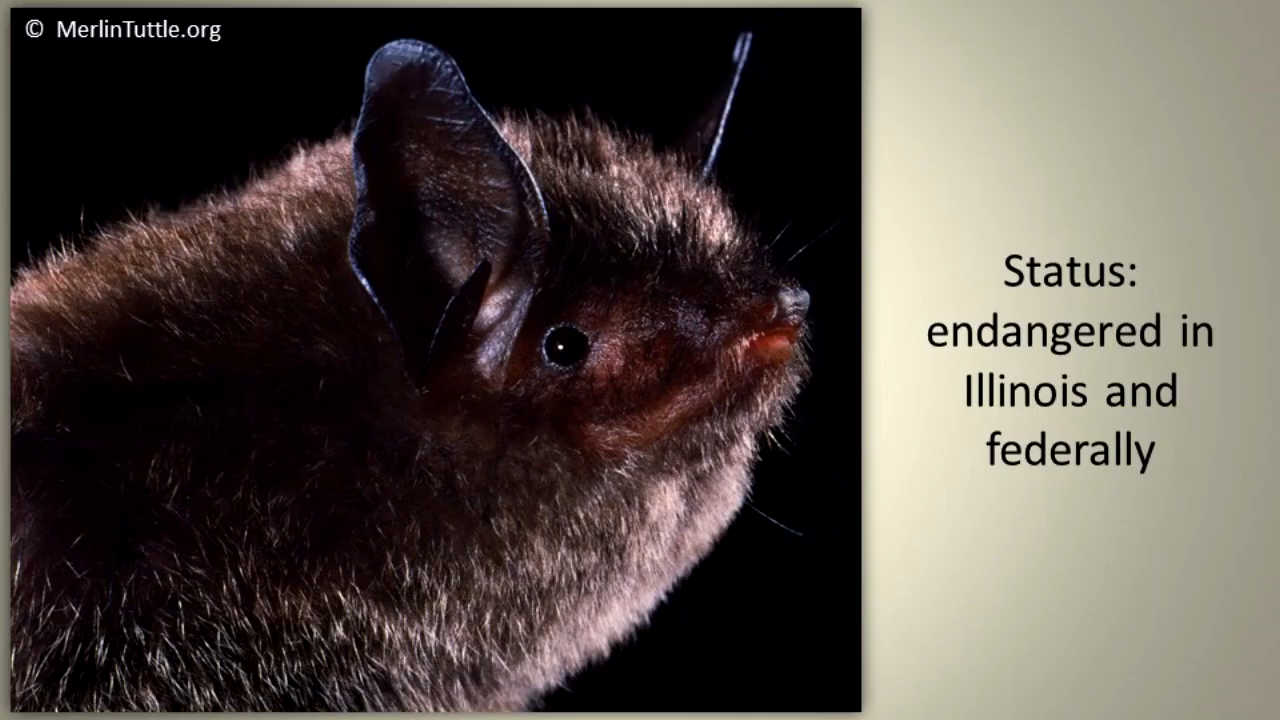 © MerlinTuttle.org
Status:
endangered in
Illinois and
federally